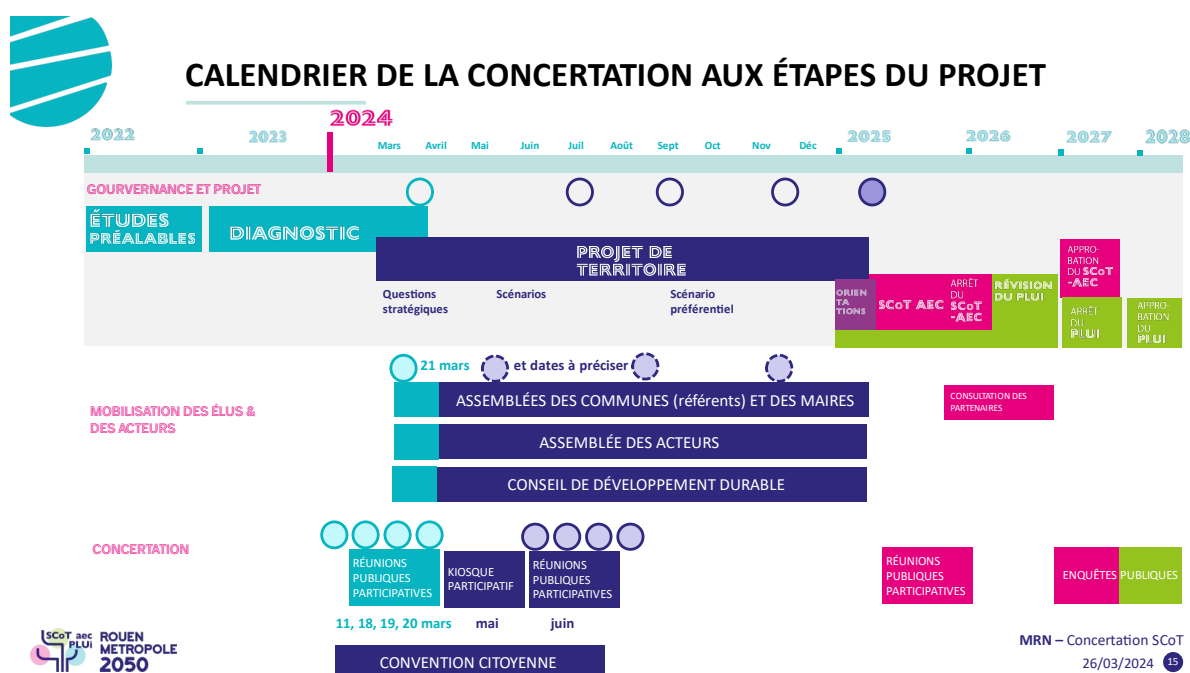 CALENDRIER DE LA CONCERTATION AUX ÉTAPES DU PROJET
2022
2023
2024
Mars
Avril
Mai
Juin
Juil
Août
Sept
Oct
Nov
Déc
2025
2026
2027
2028
GOURVERNANCE ET PROJET
ÉTUDES
PRÉALABLES
DIAGNOSTIC
PROJET DE
TERRITOIRE
Questions
stratégiques
Scénarios
Scénario
préférentiel
ORIEN
TA
TIONS
SCoT AEC
ARRÊT
DU
SCoT
-AEC
RÉVISION
DU PLUI
APPRO-
BATION
DU SCoT
-AEC
ARRÊT
DU
PLUI
APPRO-
BATION
DU
PLUI
21 mars
et dates à préciser
MOBILISATION DES ÉLUS &
DES ACTEURS
ASSEMBLÉES DES COMMUNES (référents) ET DES MAIRES
ASSEMBLÉE DES ACTEURS
CONSEIL DE DÉVELOPPEMENT DURABLE
CONSULTATION DES
PARTENAIRES
CONCERTATION
RÉUNIONS
PUBLIQUES
PARTICIPATIVES
KIOSQUE
PARTICIPATIF
RÉUNIONS
PUBLIQUES
PARTICIPATIVES
RÉUNIONS
PUBLIQUES
PARTICIPATIVES
ENQUÊTES PUBLIQUES
11, 18, 19, 20 mars
mai
juin
CONVENTION CITOYENNE
SCoT aec
PLUi
ROUEN
METROPOLE
2050
MRN – Concertation SCoT
26/03/2024
15